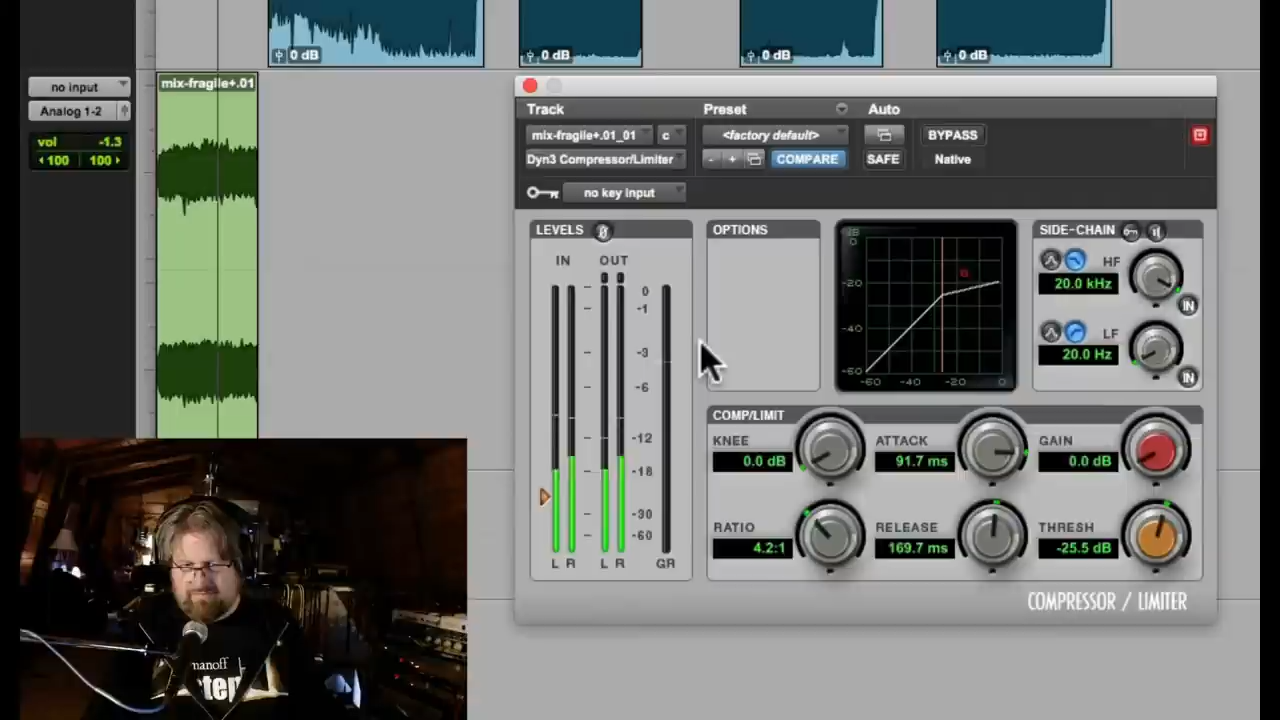 0 dB
0 dB
0 dB
0 dB
no input
Analog 1-2
vol -1.3
100 100
mix-fragile+.01
Track Preset Auto
mix-fragile+.01_01 c <factory default> BYPASS
Dyn3 Compressor/Limiter - + COMPARE SAFE Native
no key input
LEVELS Ø
IN OUT
0
-1
-3
-6
-12
-18
-30
-60
L R L R GR
OPTIONS
dB
0
-20
-40
-60
-60 -40 -20 0
SIDE-CHAIN
HF
20.0 kHz
IN
LF
20.0 Hz
IN
COMP/LIMIT
KNEE ATTACK GAIN
0.0 dB 91.7 ms 0.0 dB
RATIO RELEASE THRESH
4.2:1 169.7 ms -25.5 dB
COMPRESSOR / LIMITER
manoff